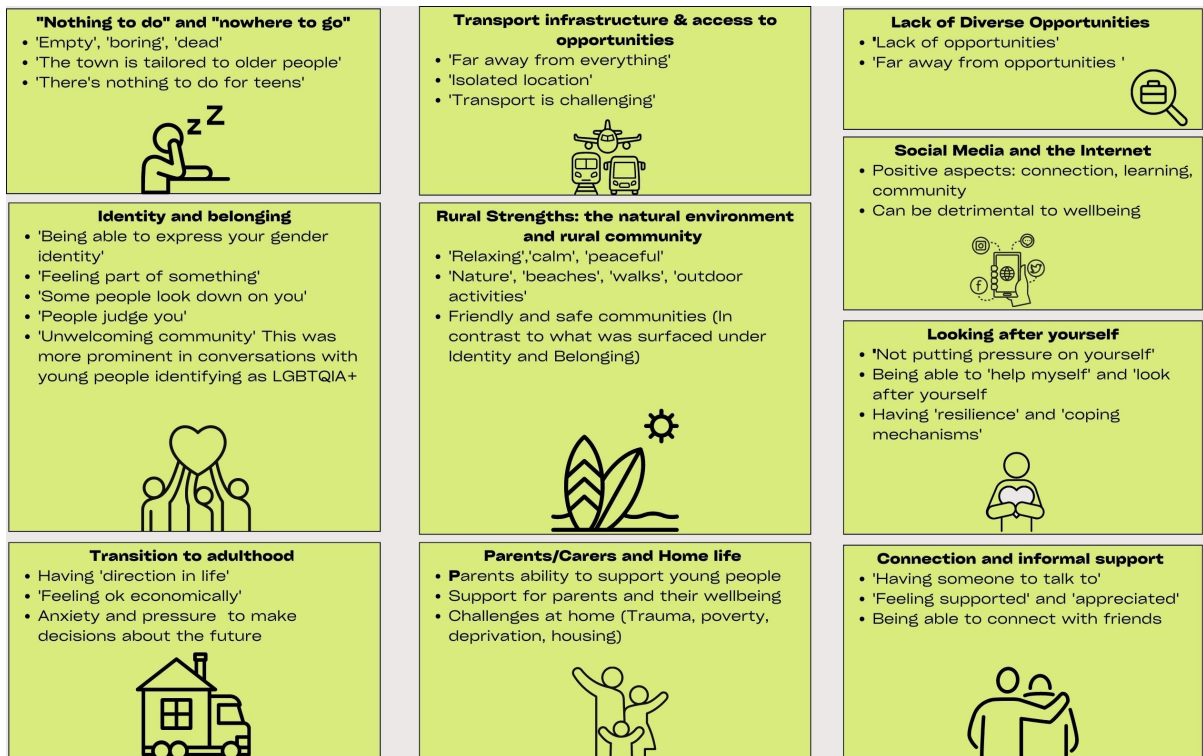 "Nothing to do" and "nowhere to go"
• 'Empty', 'boring', 'dead'
• 'The town is tailored to older people'
• 'There's nothing to do for teens'
z Z
Transport infrastructure & access to
opportunities
• 'Far away from everything'
• 'Isolated location'
• 'Transport is challenging'
Lack of Diverse Opportunities
• 'Lack of opportunities'
• 'Far away from opportunities '
Social Media and the Internet
• Positive aspects: connection, learning,
community
• Can be detrimental to wellbeing
f
Identity and belonging
• 'Being able to express your gender
identity'
• 'Feeling part of something'
• 'Some people look down on you'
• 'People judge you'
• 'Unwelcoming community' This was
more prominent in conversations with
young people identifying as LGBTQIA+
Rural Strengths: the natural environment
and rural community
• 'Relaxing','calm', 'peaceful'
• 'Nature', 'beaches', 'walks', 'outdoor
activities'
• Friendly and safe communities (In
contrast to what was surfaced under
Identity and Belonging)
Looking after yourself
• 'Not putting pressure on yourself'
• Being able to 'help myself' and 'look
after yourself
• Having 'resilience' and 'coping
mechanisms'
Transition to adulthood
• Having 'direction in life'
• 'Feeling ok economically'
• Anxiety and pressure to make
decisions about the future
Parents/Carers and Home life
• Parents ability to support young people
• Support for parents and their wellbeing
• Challenges at home (Trauma, poverty,
deprivation, housing)
Connection and informal support
• 'Having someone to talk to'
• 'Feeling supported' and 'appreciated'
• Being able to connect with friends